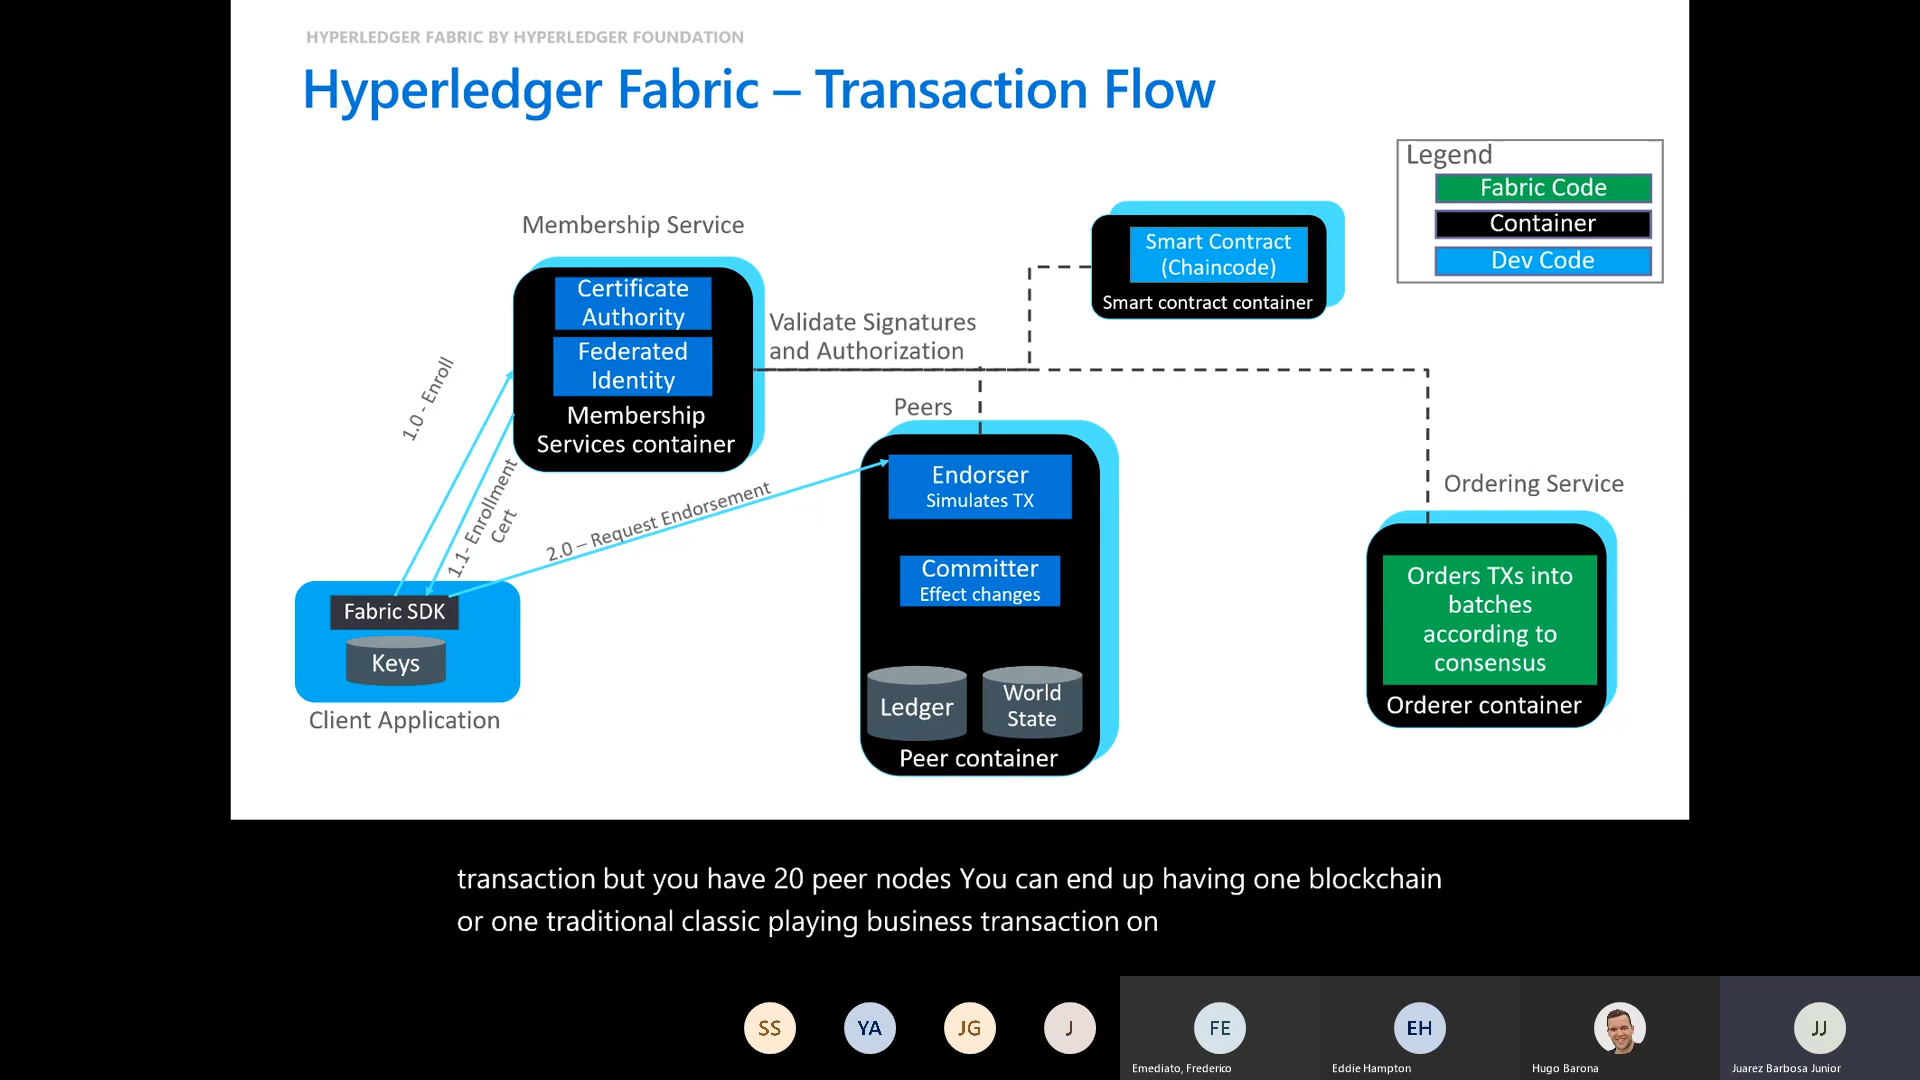 HYPERLEDGER FABRIC BY HYPERLEDGER FOUNDATION
Hyperledger Fabric – Transaction Flow
Legend
Fabric Code
Container
Dev Code
Membership Service
Certificate
Authority
Federated
Identity
Membership
Services container
Validate Signatures
and Authorization
Smart Contract
(Chaincode)
Smart contract container
1.0 - Enroll
1.1- Enrollment
Cert
2.0 – Request Endorsement
Peers
Endorser
Simulates TX
Committer
Effect changes
Ledger
World
State
Peer container
Ordering Service
Orders TXs into
batches
according to
consensus
Orderer container
Fabric SDK
Keys
Client Application
transaction but you have 20 peer nodes You can end up having one blockchain
or one traditional classic playing business transaction on
SS
YA
JG
J
FE
EH
JJ
Emediato, Frederico
Eddie Hampton
Hugo Barona
Juarez Barbosa Junior